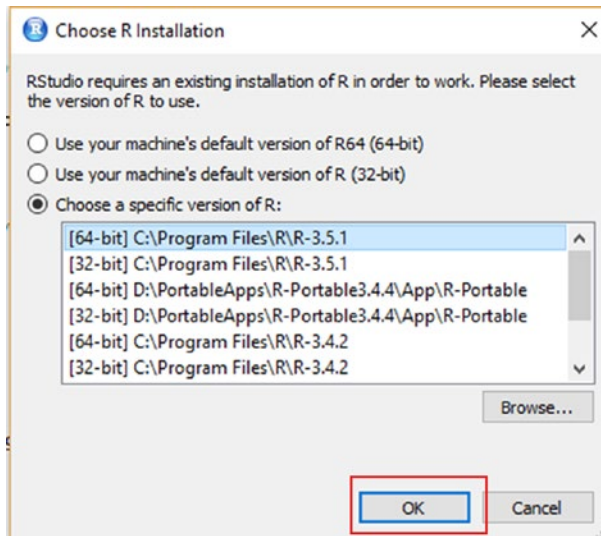 Choose R Installation
RStudio requires an existing installation of R in order to work. Please select
the version of R to use.
Use your machine's default version of R64 (64-bit)
Use your machine's default version of R (32-bit)
Choose a specific version of R:
[64-bit] C:\Program Files\R\R-3.5.1
[32-bit] C:\Program Files\R\R-3.5.1
[64-bit] D:\PortableApps\R-Portable3.4.4\App\R-Portable
[32-bit] D:\PortableApps\R-Portable3.4.4\App\R-Portable
[64-bit] C:\Program Files\R\R-3.4.2
[32-bit] C:\Program Files\R\R-3.4.2
Browse...
OK
Cancel